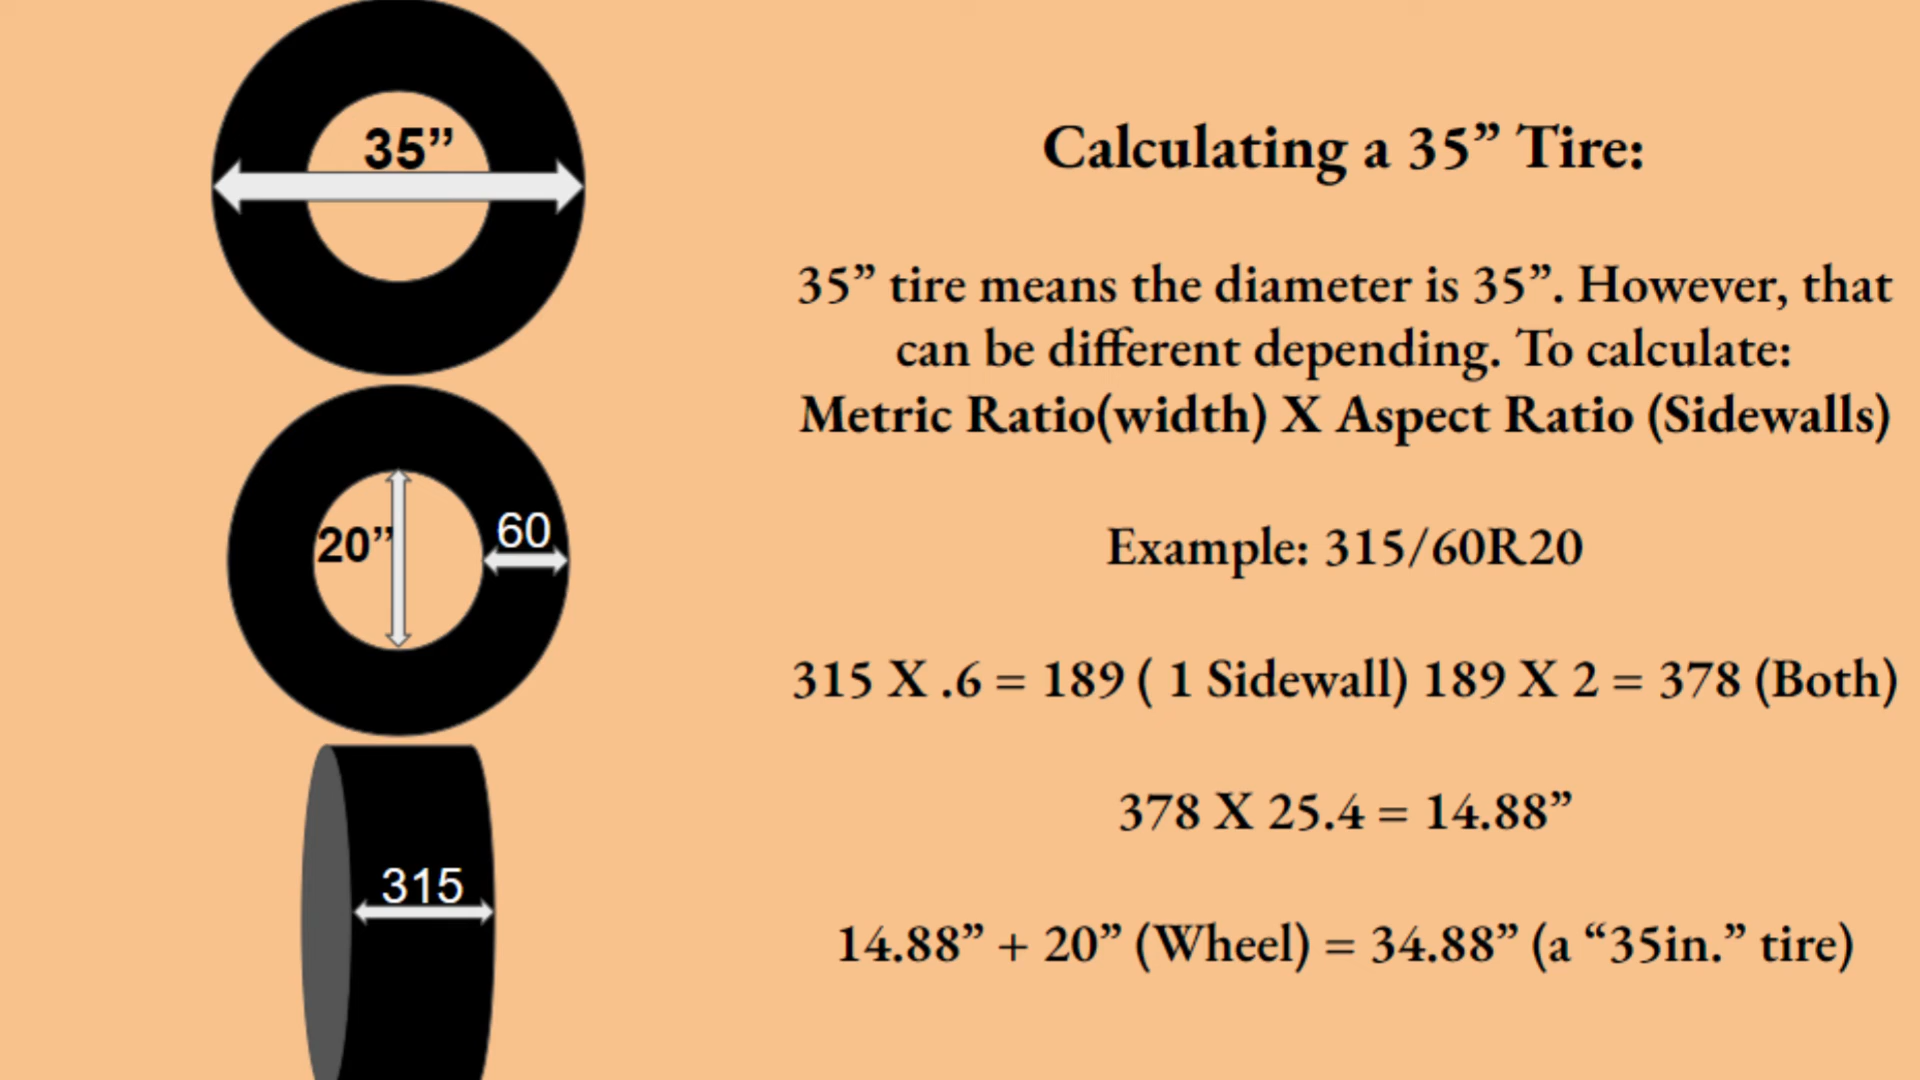 35”
20”
60
315
Calculating a 35” Tire:
35” tire means the diameter is 35”. However, that
can be different depending. To calculate:
Metric Ratio(width) X Aspect Ratio (Sidewalls)
Example: 315/60R20
315 X .6 = 189 ( 1 Sidewall) 189 X 2 = 378 (Both)
378 X 25.4 = 14.88”
14.88” + 20” (Wheel) = 34.88” (a “35in.” tire)